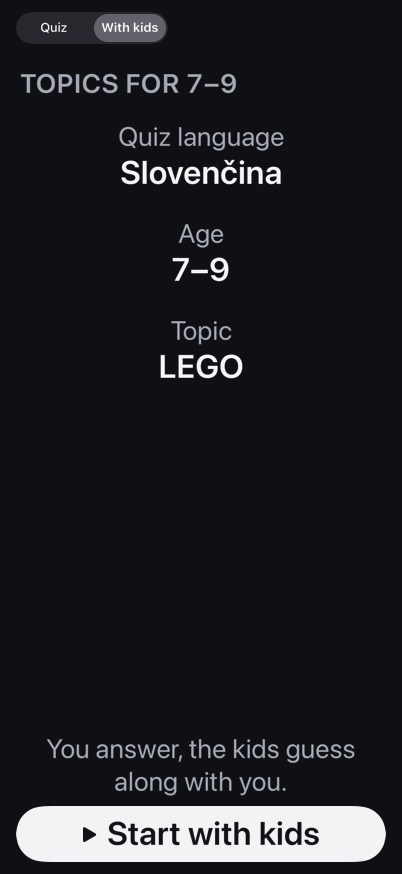 Quiz
With kids
TOPICS FOR 7–9
Quiz language
Slovenčina
Age
7–9
Topic
LEGO
You answer, the kids guess
along with you.
Start with kids